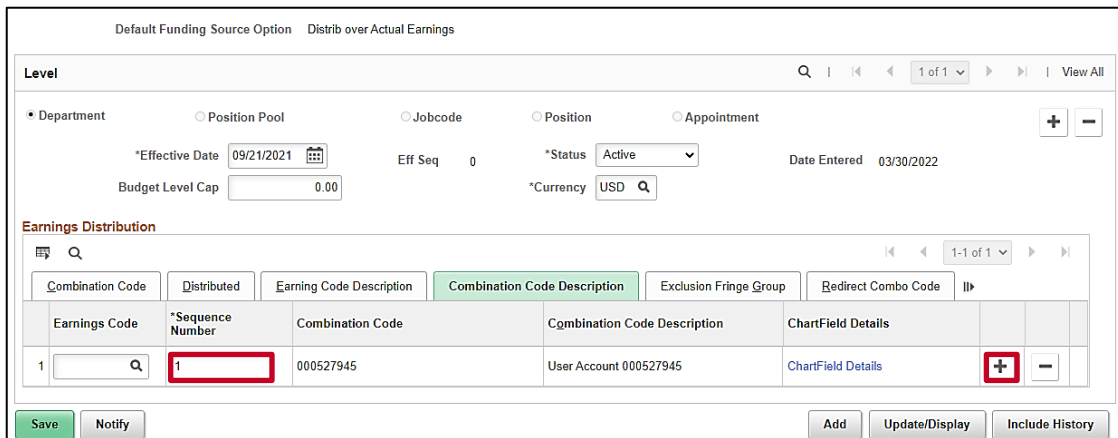 Default Funding Source Option Distrib over Actual Earnings
Level 1 of 1 View All
Department Position Pool Jobcode Position Appointment
*Effective Date 09/21/2021 Eff Seq 0 *Status Active Date Entered 03/30/2022
Budget Level Cap 0.00 *Currency USD
Earnings Distribution
1-1 of 1
Combination Code Distributed Earning Code Description Combination Code Description Exclusion Fringe Group Redirect Combo Code
Earnings Code *Sequence Number Combination Code Combination Code Description ChartField Details
1 1 000527945 User Account 000527945 ChartField Details
Save Notify Add Update/Display Include History